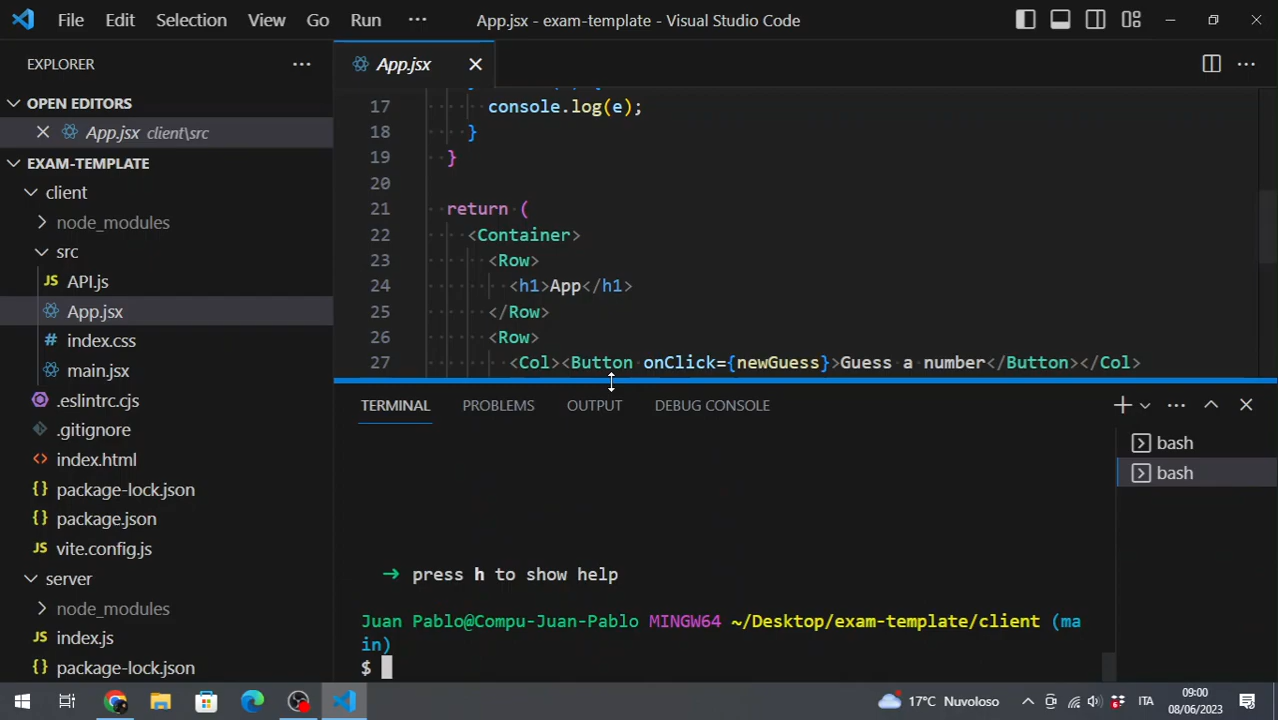 File Edit Selection View Go Run ··· App.jsx - exam-template - Visual Studio Code
EXPLORER ···
OPEN EDITORS
App.jsx client\src
EXAM-TEMPLATE
client
node_modules
src
JS API.js
App.jsx
# index.css
main.jsx
.eslintrc.cjs
.gitignore
<> index.html
{} package-lock.json
{} package.json
JS vite.config.js
server
node_modules
JS index.js
{} package-lock.json
App.jsx
17 console.log(e);
18 }
19 }
20
21 return (
22 <Container>
23 <Row>
24 <h1>App</h1>
25 </Row>
26 <Row>
27 <Col><Button onClick={newGuess}>Guess a number</Button></Col>
TERMINAL PROBLEMS OUTPUT DEBUG CONSOLE
bash
bash
➜ press h to show help
Juan Pablo@Compu-Juan-Pablo MINGW64 ~/Desktop/exam-template/client (ma
in)
$
17°C Nuvoloso ITA 09:00
08/06/2023